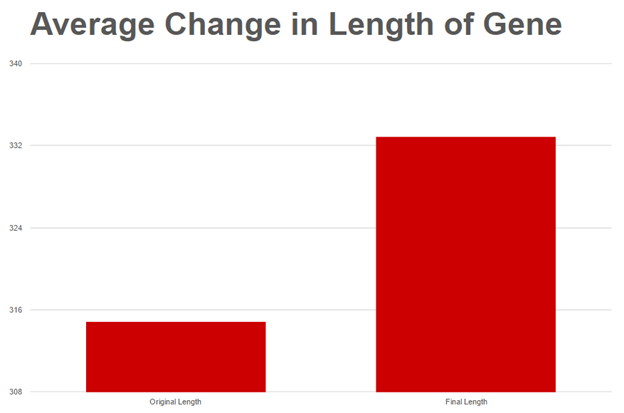 Average Change in Length of Gene
340
332
324
316
308
Original Length
Final Length